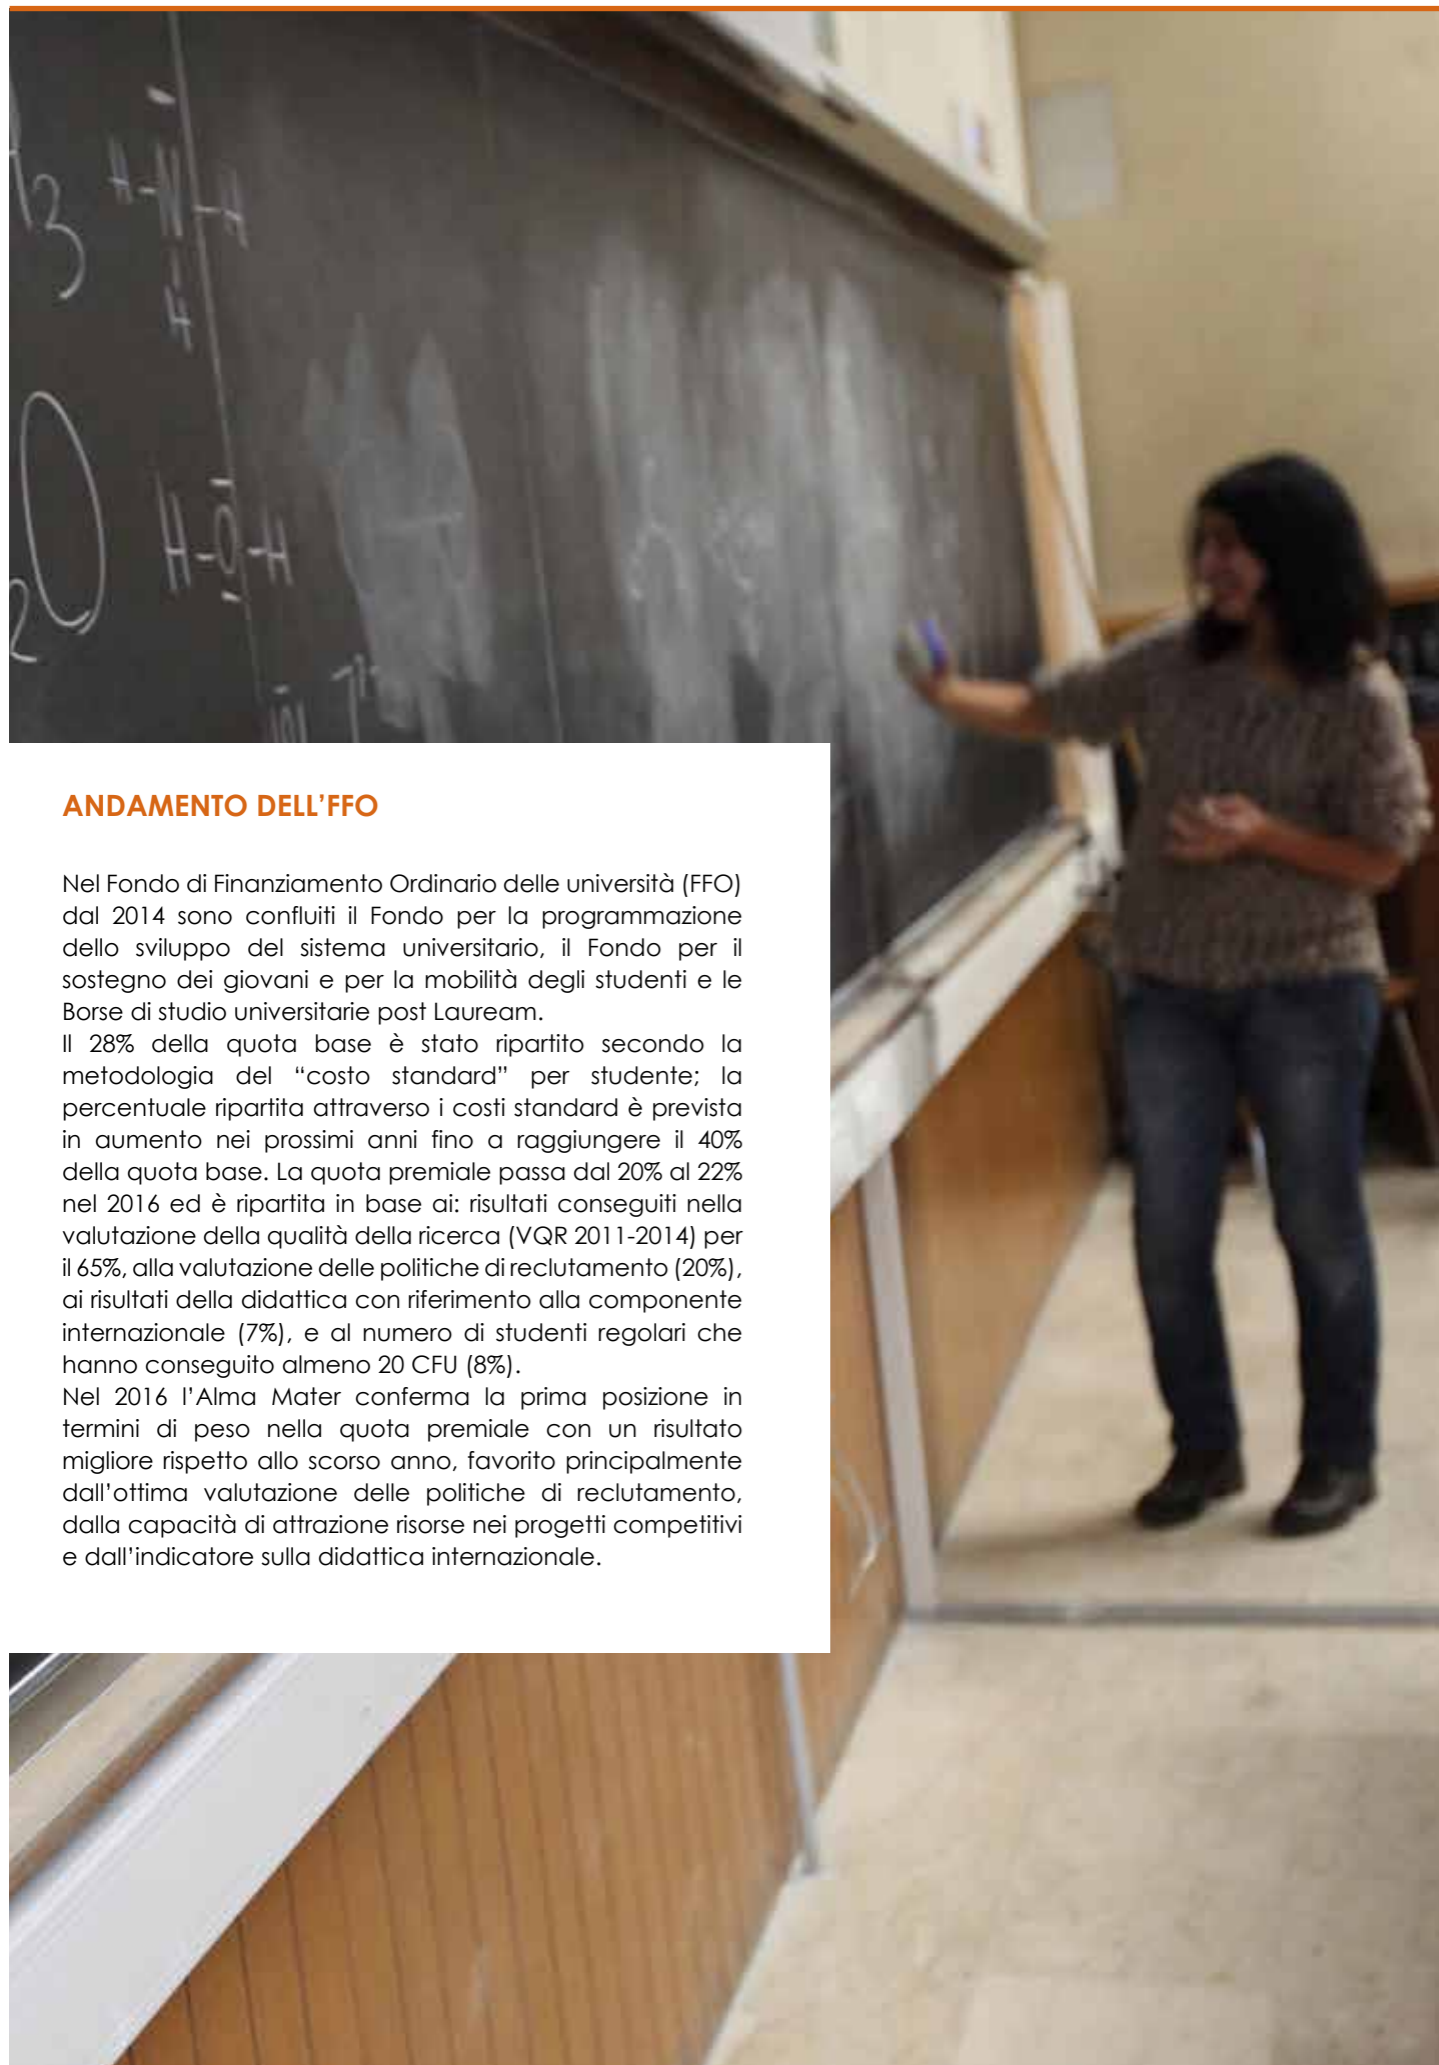 3
H-N-H
H
2O
H-O-H
ANDAMENTO DELL’FFO
Nel Fondo di Finanziamento Ordinario delle università (FFO)
dal 2014 sono confluiti il Fondo per la programmazione
dello sviluppo del sistema universitario, il Fondo per il
sostegno dei giovani e per la mobilità degli studenti e le
Borse di studio universitarie post Lauream.
Il 28% della quota base è stato ripartito secondo la
metodologia del “costo standard” per studente; la
percentuale ripartita attraverso i costi standard è prevista
in aumento nei prossimi anni fino a raggiungere il 40%
della quota base. La quota premiale passa dal 20% al 22%
nel 2016 ed è ripartita in base ai: risultati conseguiti nella
valutazione della qualità della ricerca (VQR 2011-2014) per
il 65%, alla valutazione delle politiche di reclutamento (20%),
ai risultati della didattica con riferimento alla componente
internazionale (7%), e al numero di studenti regolari che
hanno conseguito almeno 20 CFU (8%).
Nel 2016 l’Alma Mater conferma la prima posizione in
termini di peso nella quota premiale con un risultato
migliore rispetto allo scorso anno, favorito principalmente
dall’ottima valutazione delle politiche di reclutamento,
dalla capacità di attrazione risorse nei progetti competitivi
e dall’indicatore sulla didattica internazionale.